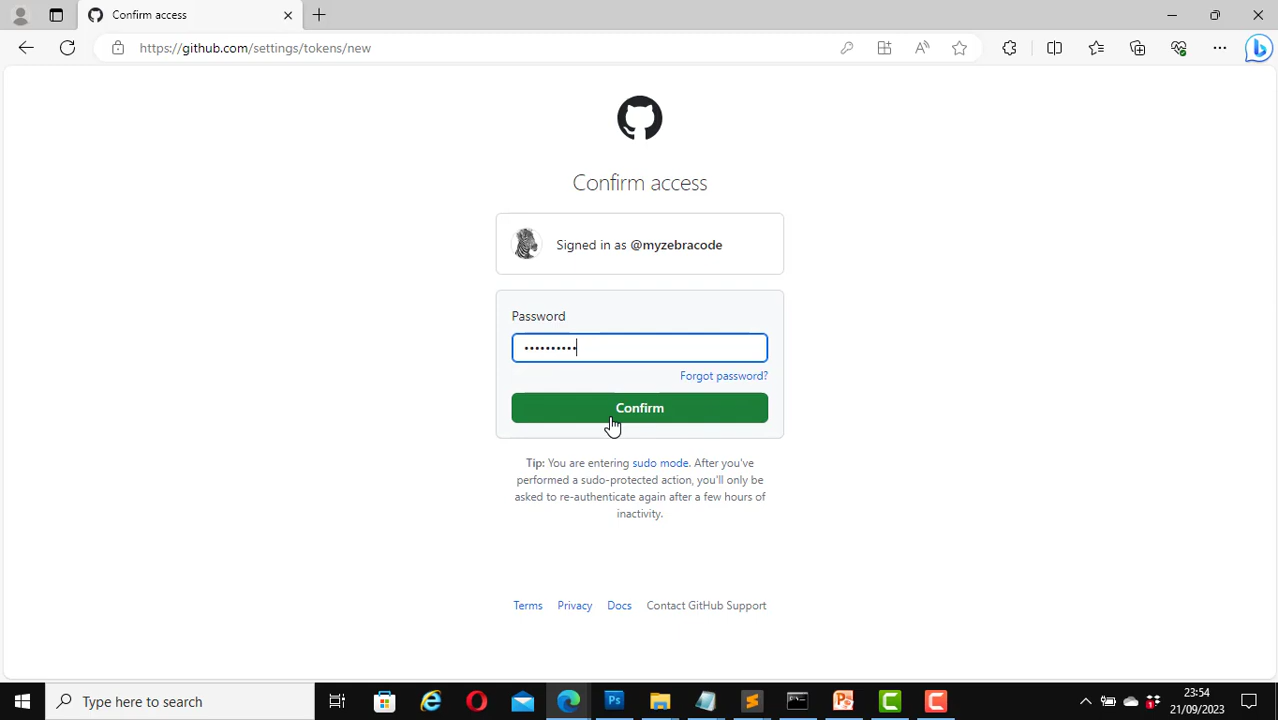 Confirm access
https://github.com/settings/tokens/new
Confirm access
Signed in as @myzebracode
Password
••••••••••
Forgot password?
Confirm
Tip: You are entering sudo mode. After you've
performed a sudo-protected action, you'll only be
asked to re-authenticate again after a few hours of
inactivity.
Terms Privacy Docs Contact GitHub Support
Type here to search
Ps
23:54
21/09/2023